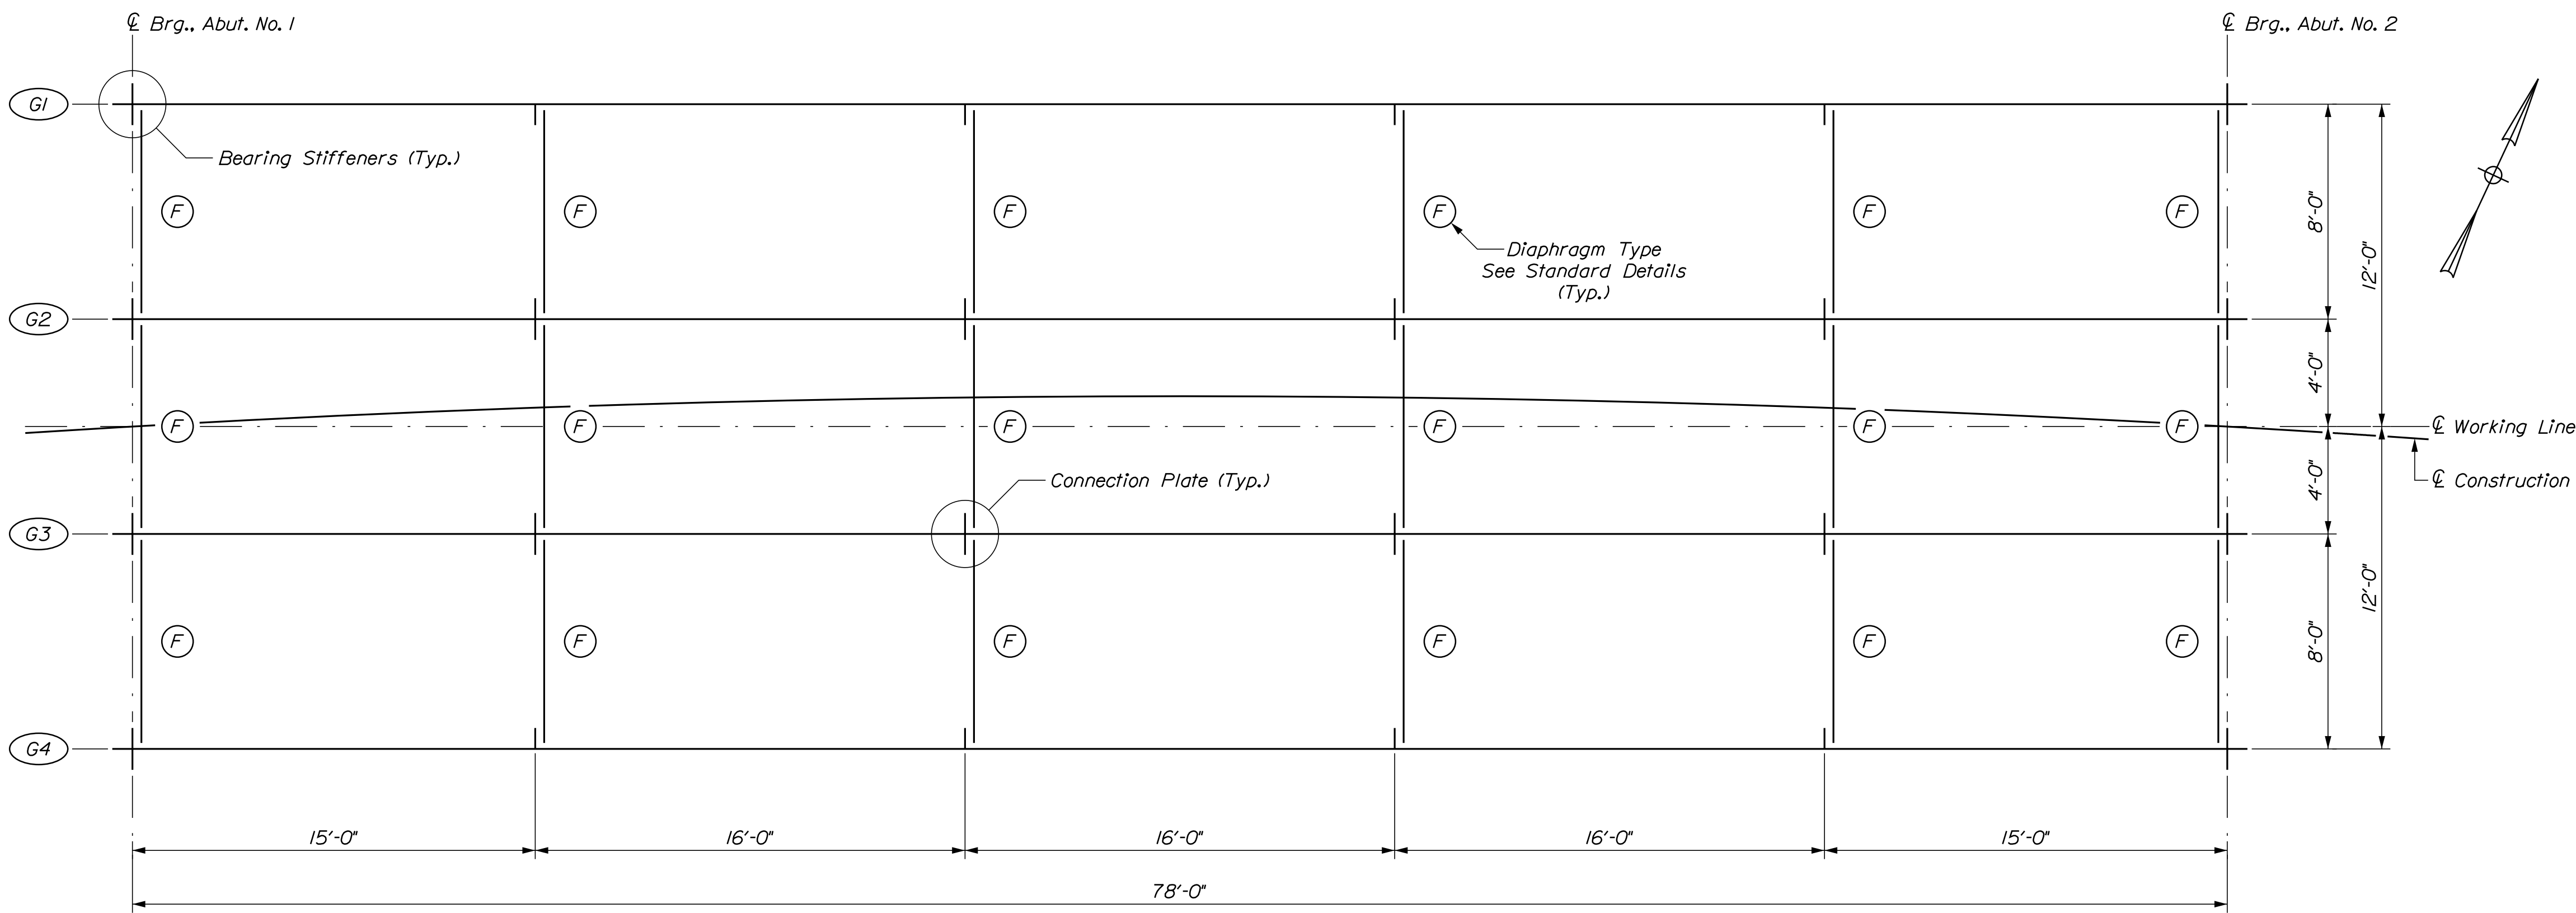 ℄ Brg., Abut. No. 1
℄ Brg., Abut. No. 2
G1
Bearing Stiffeners (Typ.)
F
F
F
F
F
F
Diaphragm Type
See Standard Details
(Typ.)
8'-0"
12'-0"
G2
4'-0"
F
F
F
F
F
F
℄ Working Line
℄ Construction
Connection Plate (Typ.)
4'-0"
G3
12'-0"
8'-0"
F
F
F
F
F
F
G4
15'-0"
16'-0"
16'-0"
16'-0"
15'-0"
78'-0"